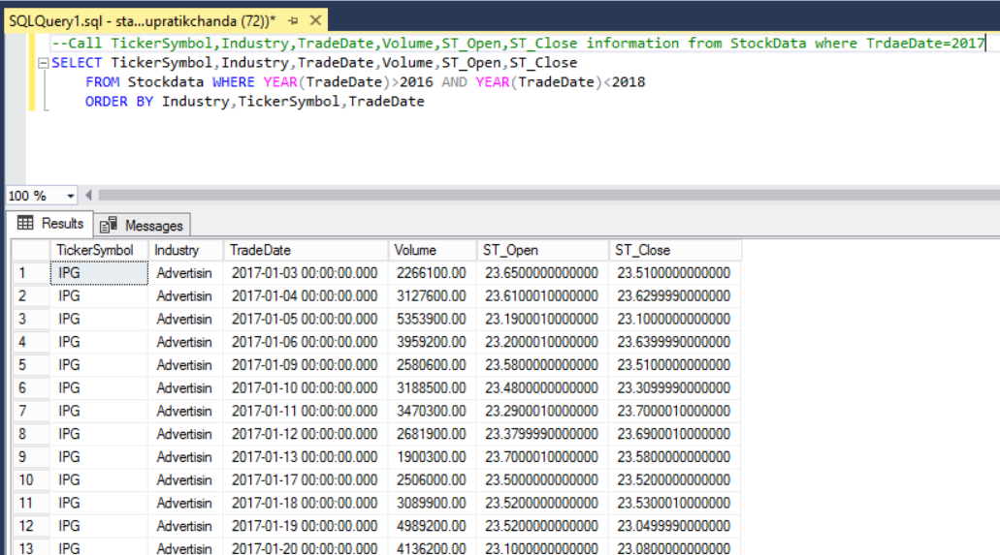 SQLQuery1.sql - sta...upratikchanda (72))*
--Call TickerSymbol,Industry,TradeDate,Volume,ST_Open,ST_Close information from StockData where TrdaeDate=2017
SELECT TickerSymbol,Industry,TradeDate,Volume,ST_Open,ST_Close
FROM Stockdata WHERE YEAR(TradeDate)>2016 AND YEAR(TradeDate)<2018
ORDER BY Industry,TickerSymbol,TradeDate
100 %
Results Messages
TickerSymbol Industry TradeDate Volume ST_Open ST_Close
1 IPG Advertisin 2017-01-03 00:00:00.000 2266100.00 23.6500000000000 23.5100000000000
2 IPG Advertisin 2017-01-04 00:00:00.000 3127600.00 23.6100010000000 23.6299990000000
3 IPG Advertisin 2017-01-05 00:00:00.000 5353900.00 23.1900010000000 23.1000000000000
4 IPG Advertisin 2017-01-06 00:00:00.000 3959200.00 23.2000010000000 23.6399990000000
5 IPG Advertisin 2017-01-09 00:00:00.000 2580600.00 23.5800000000000 23.5100000000000
6 IPG Advertisin 2017-01-10 00:00:00.000 3188500.00 23.4800000000000 23.3099990000000
7 IPG Advertisin 2017-01-11 00:00:00.000 3470300.00 23.2900010000000 23.7000010000000
8 IPG Advertisin 2017-01-12 00:00:00.000 2681900.00 23.3799990000000 23.6900010000000
9 IPG Advertisin 2017-01-13 00:00:00.000 1900300.00 23.7000010000000 23.5800000000000
10 IPG Advertisin 2017-01-17 00:00:00.000 2506000.00 23.5000000000000 23.5200000000000
11 IPG Advertisin 2017-01-18 00:00:00.000 3089900.00 23.5200000000000 23.5300010000000
12 IPG Advertisin 2017-01-19 00:00:00.000 4989200.00 23.5200000000000 23.0499990000000
13 IPG Advertisin 2017-01-20 00:00:00.000 4136200.00 23.1000000000000 23.0800000000000